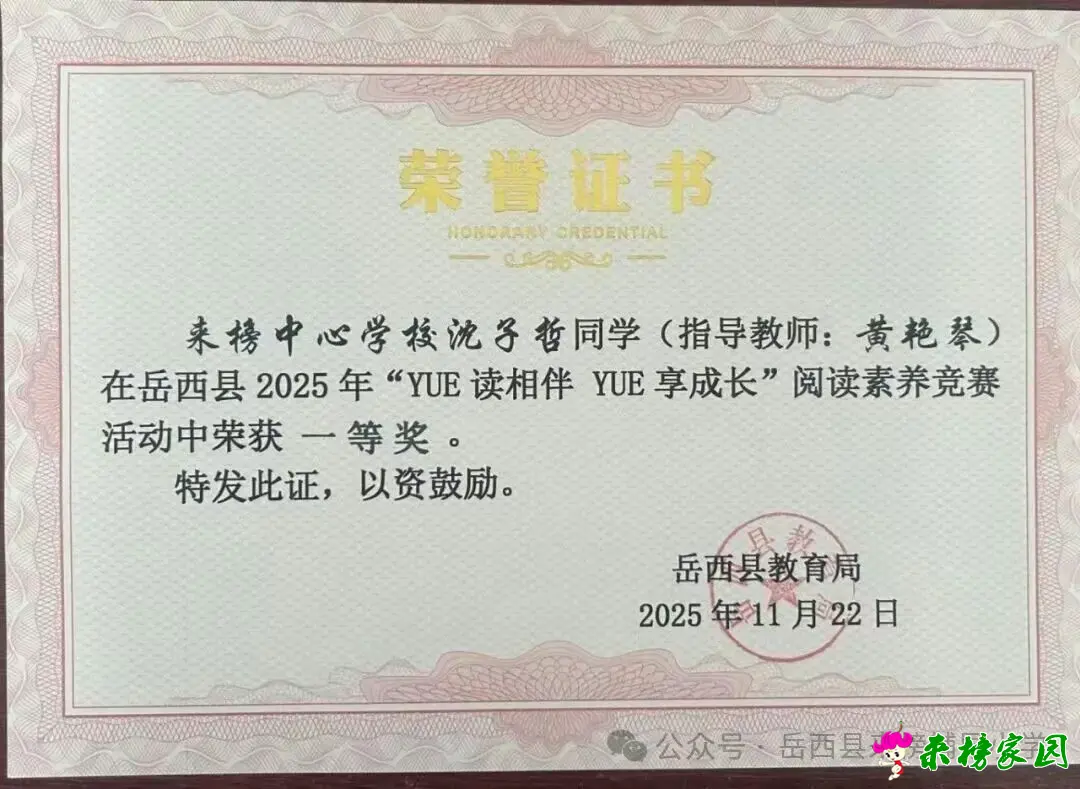 荣誉证书
HONORARY CREDENTIAL
来榜中心学校沈子哲同学（指导教师：黄艳琴）
在岳西县2025年“YUE读相伴 YUE享成长”阅读素养竞赛
活动中荣获 一等奖 。
特发此证，以资鼓励。
岳西县教育局
2025年11月22日
县教
公众号·岳西县
来榜家园